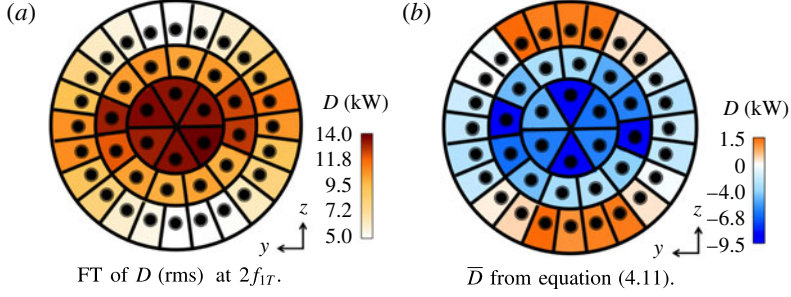 (a)
D (kW)
14.0
11.8
9.5
7.2
5.0
z
y
FT of D (rms) at 2f1T.
(b)
D (kW)
1.5
0
−4.0
−6.8
−9.5
z
y
D̅ from equation (4.11).